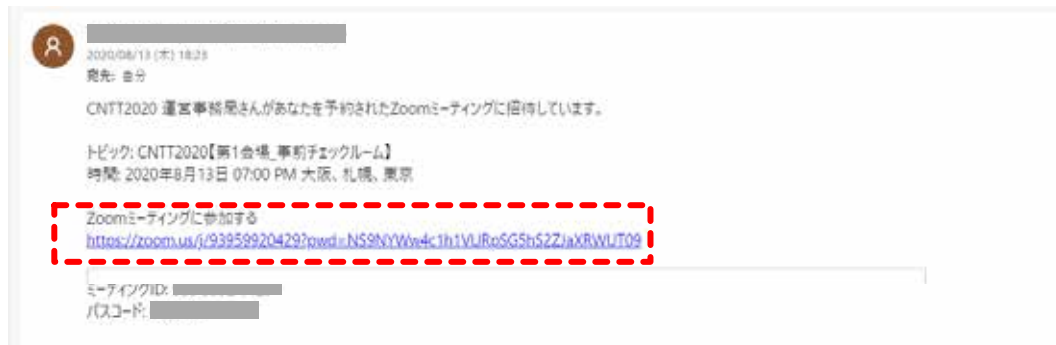 2020/08/13 (木) 18:23
宛先: 自分
CNTT2020 運営事務局さんがあなたを予約されたZoomミーティングに招待しています。
トピック: CNTT2020【第1会場_事前チェックルーム】
時間: 2020年8月13日 07:00 PM 大阪、札幌、東京
Zoomミーティングに参加する
https://zoom.us/j/93959920429?pwd=NS9NYWw4c1h1VURoSG5hS2ZJaXRWUT09
ミーティングID:
パスコード: